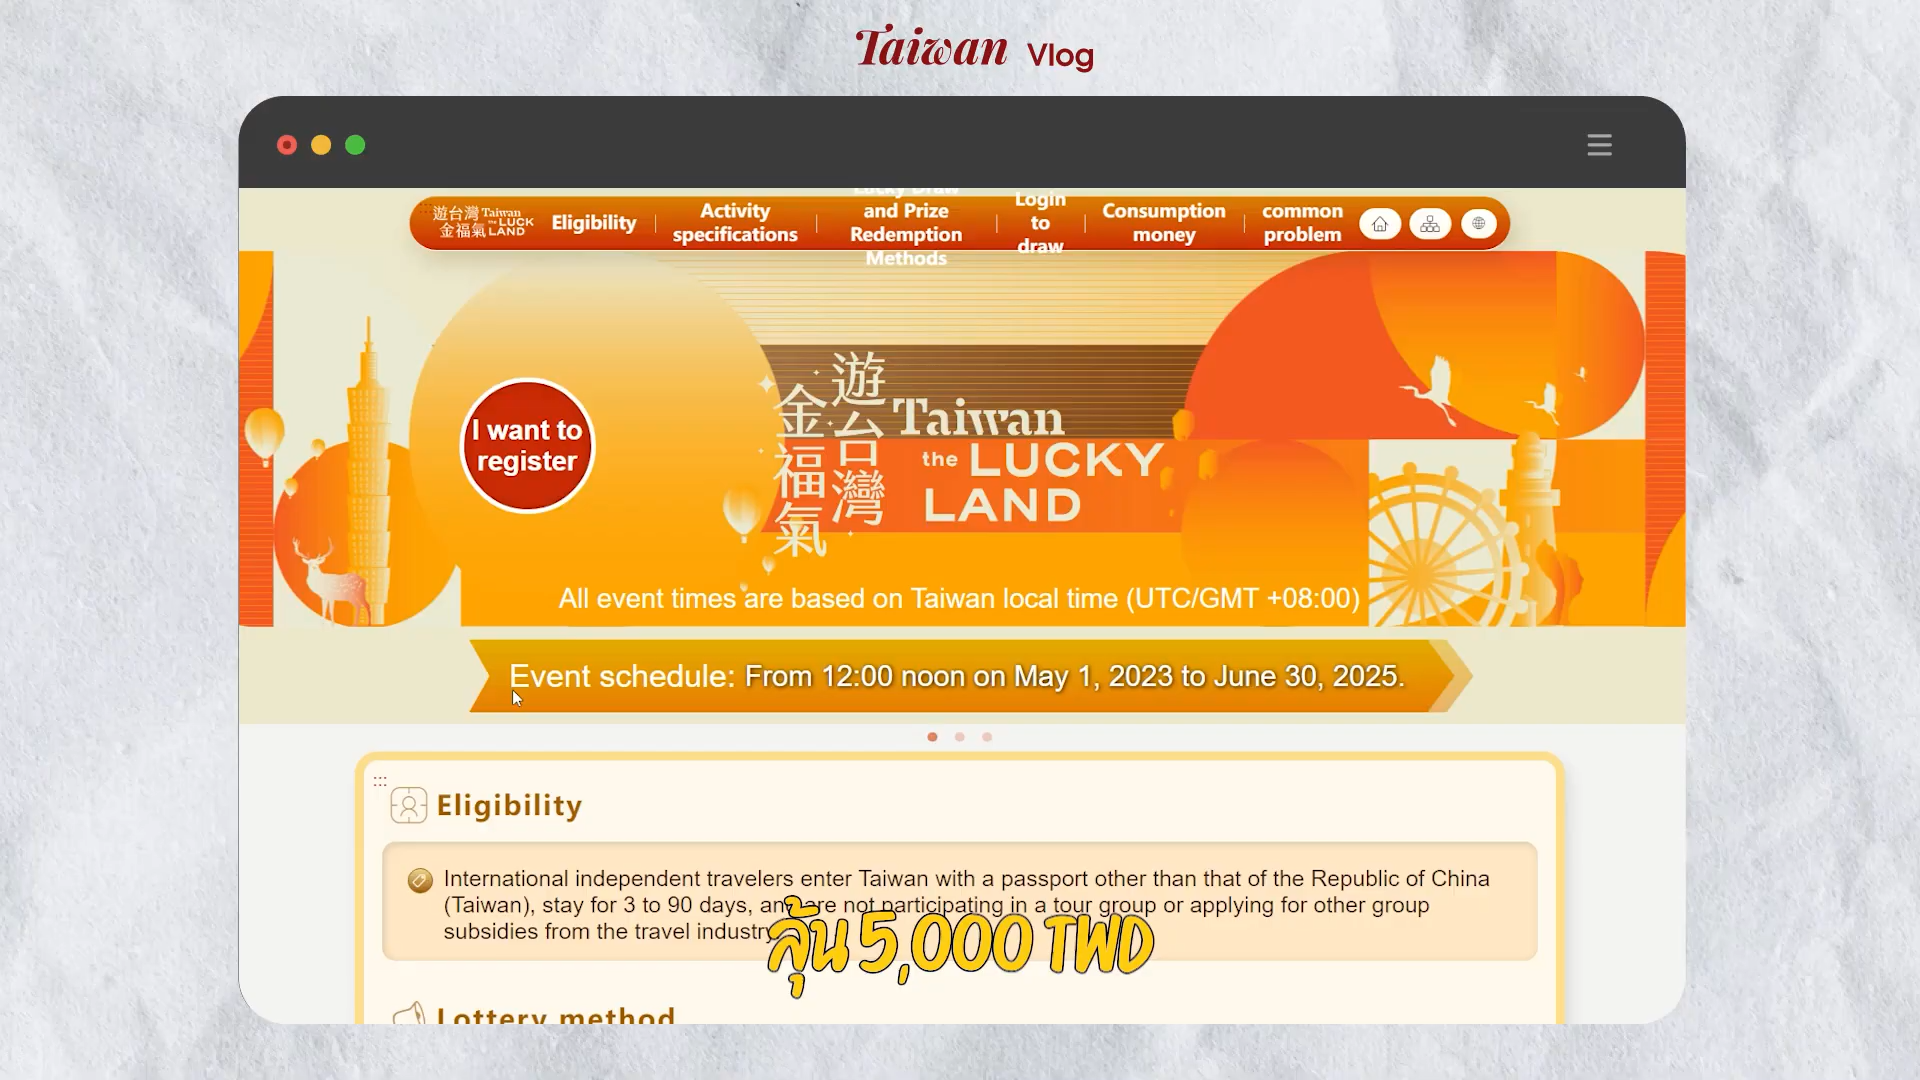 Taiwan Vlog
遊台灣 Taiwan
金福氣 the LUCK
LAND
Eligibility
Activity
specifications
Lucky Draw
and Prize
Redemption
Methods
Login
to
draw
Consumption
money
common
problem
I want to
register
遊台灣
金福氣
Taiwan
the LUCKY
LAND
All event times are based on Taiwan local time (UTC/GMT +08:00)
Event schedule: From 12:00 noon on May 1, 2023 to June 30, 2025.
Eligibility
International independent travelers enter Taiwan with a passport other than that of the Republic of China
(Taiwan), stay for 3 to 90 days, and are not participating in a tour group or applying for other group
subsidies from the travel industry
ลุ้น 5,000 TWD
Lottery method